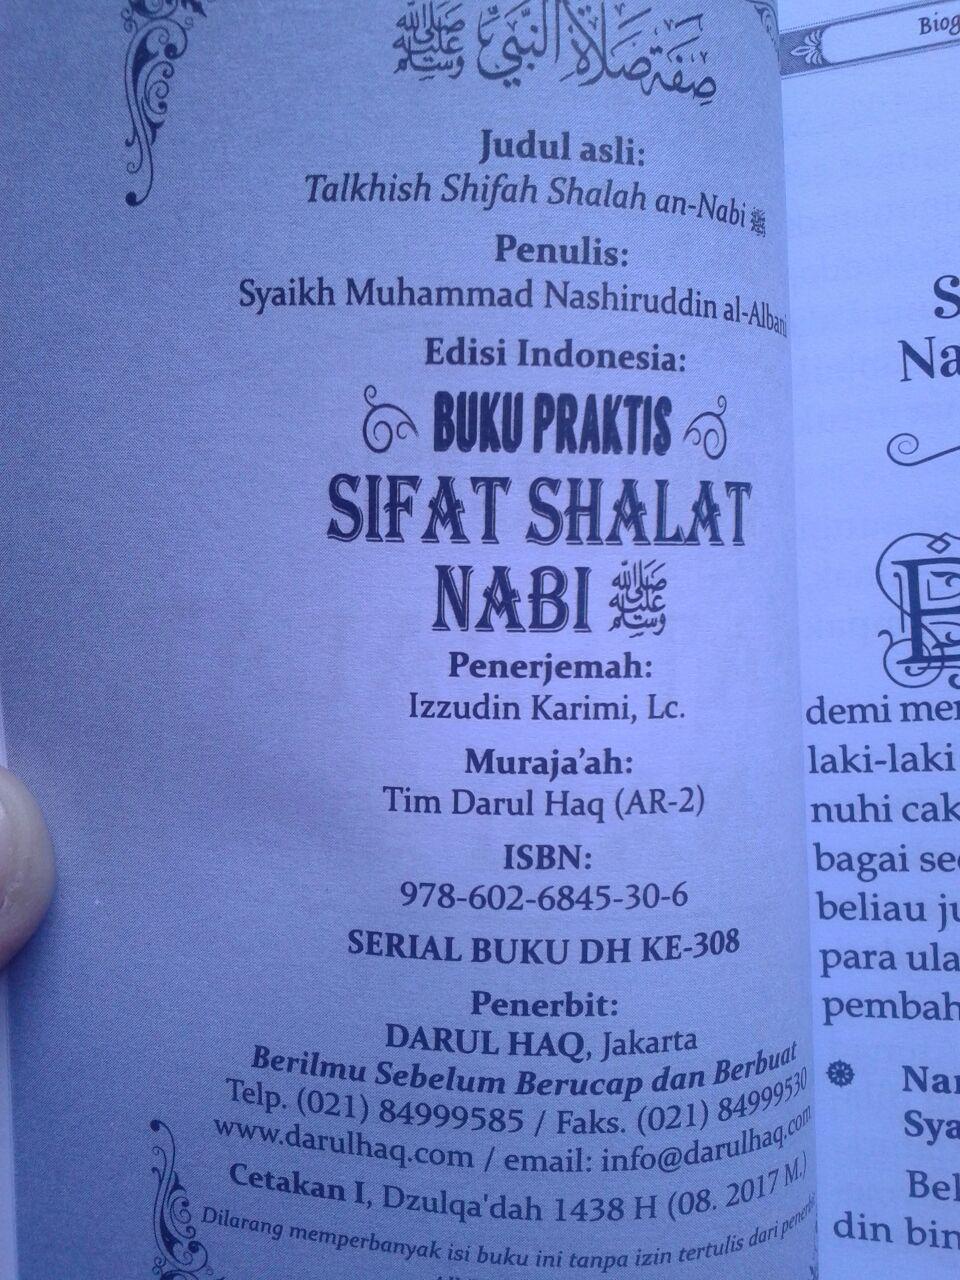 صفة صلاة النبي صلى الله عليه وسلم
Judul asli:
Talkhish Shifah Shalah an-Nabi ﷺ
Penulis:
Syaikh Muhammad Nashiruddin al-Albani
Edisi Indonesia:
BUKU PRAKTIS
SIFAT SHALAT
NABI ﷺ
Penerjemah:
Izzudin Karimi, Lc.
Muraja'ah:
Tim Darul Haq (AR-2)
ISBN:
978-602-6845-30-6
SERIAL BUKU DH KE-308
Penerbit:
DARUL HAQ, Jakarta
Berilmu Sebelum Berucap dan Berbuat
Telp. (021) 84999585 / Faks. (021) 84999530
www.darulhaq.com / email: info@darulhaq.com
Cetakan I, Dzulqa'dah 1438 H (08. 2017 M.)
Dilarang memperbanyak isi buku ini tanpa izin tertulis dari
Biog
S
Na
demi
laki-laki
nuhi cak
bagai
beliau
para ula
pembah
Nam
Sya
Bel
din bin